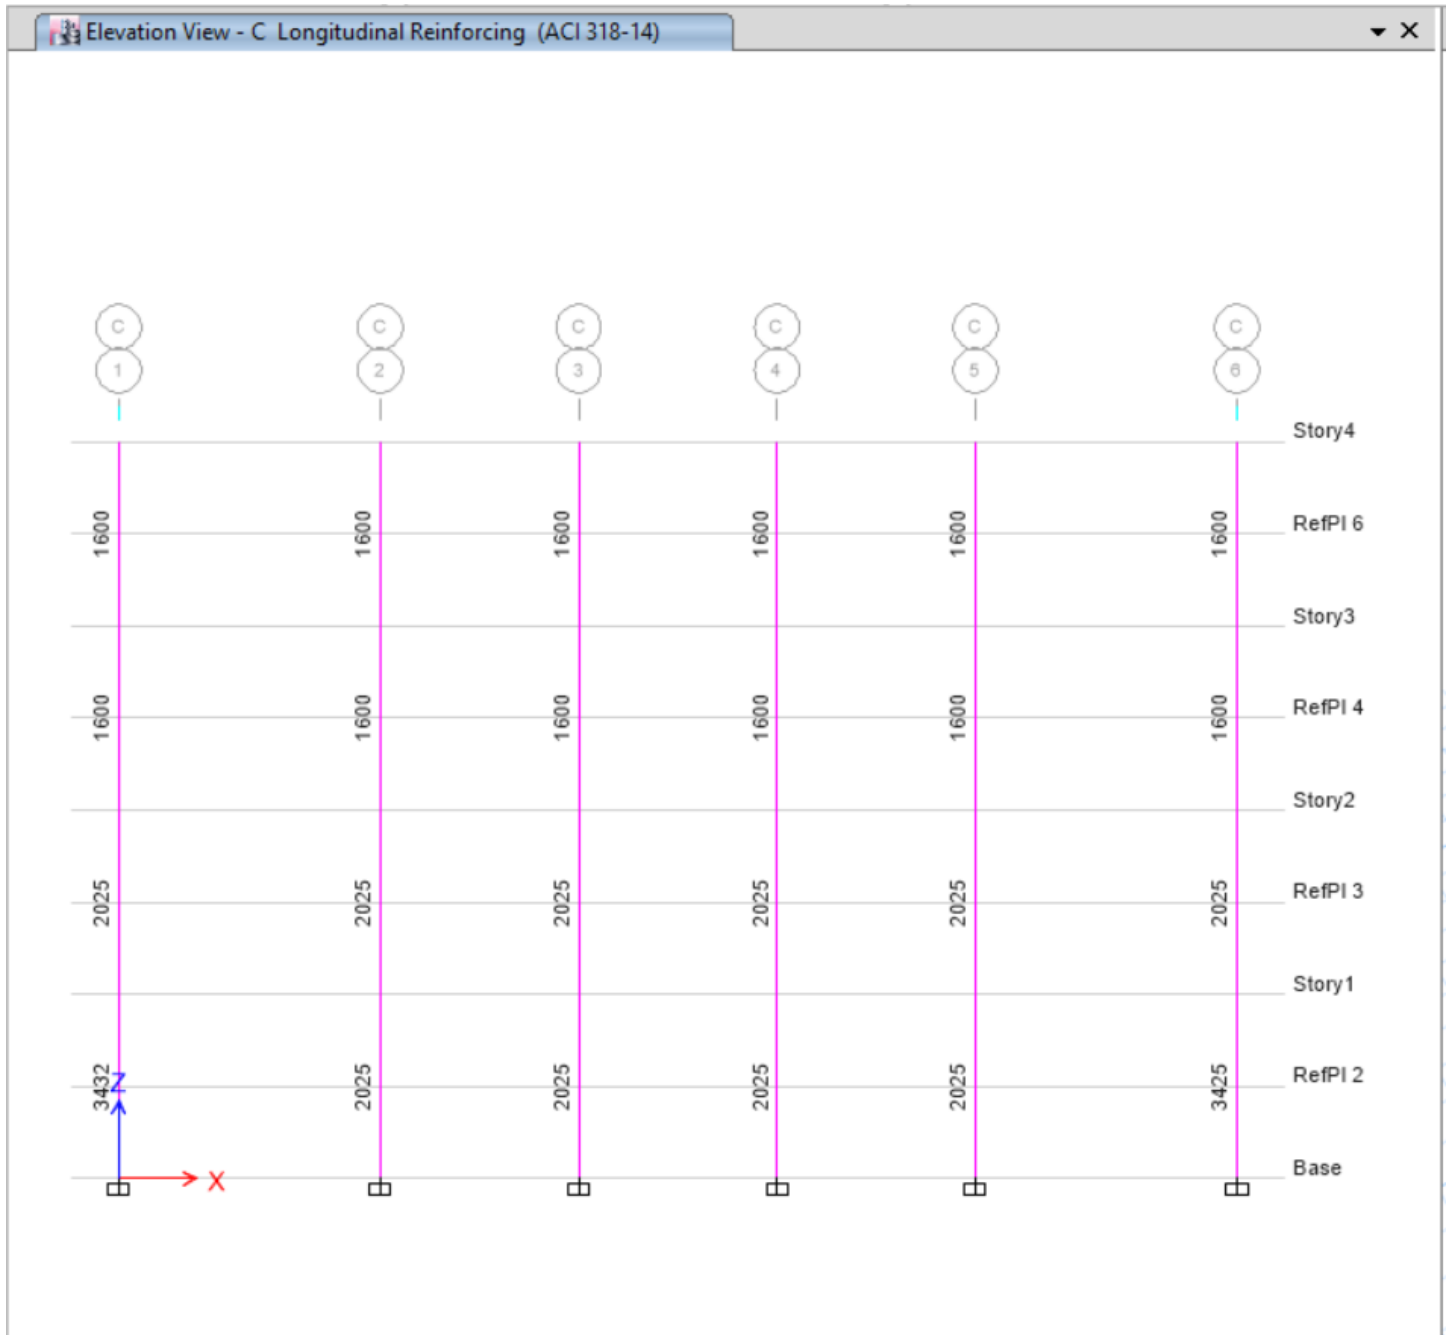 Elevation View - C  Longitudinal Reinforcing  (ACI 318-14)
C C C C C C
1 2 3 4 5 6
Story4
1600 1600 1600 1600 1600 1600 RefPl 6
Story3
1600 1600 1600 1600 1600 1600 RefPl 4
Story2
2025 2025 2025 2025 2025 2025 RefPl 3
Story1
3432 2025 2025 2025 2025 3425 RefPl 2
Z
Base
X